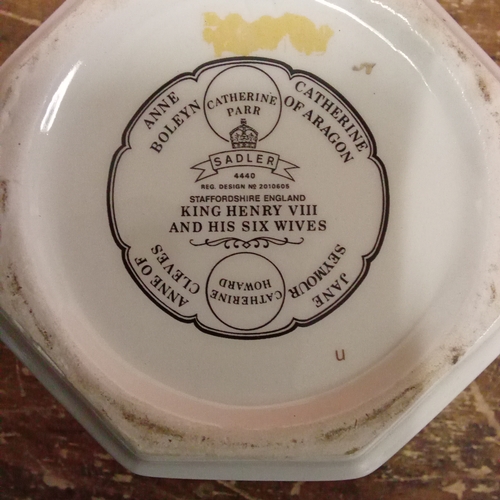 CATHERINE
PARR
ANNE
BOLEYN
CATHERINE
OF ARAGON
SADLER
4440
REG. DESIGN Nº 2010605
STAFFORDSHIRE ENGLAND
KING HENRY VIII
AND HIS SIX WIVES
ANNE OF
CLEVES
CATHERINE
HOWARD
JANE
SEYMOUR
u